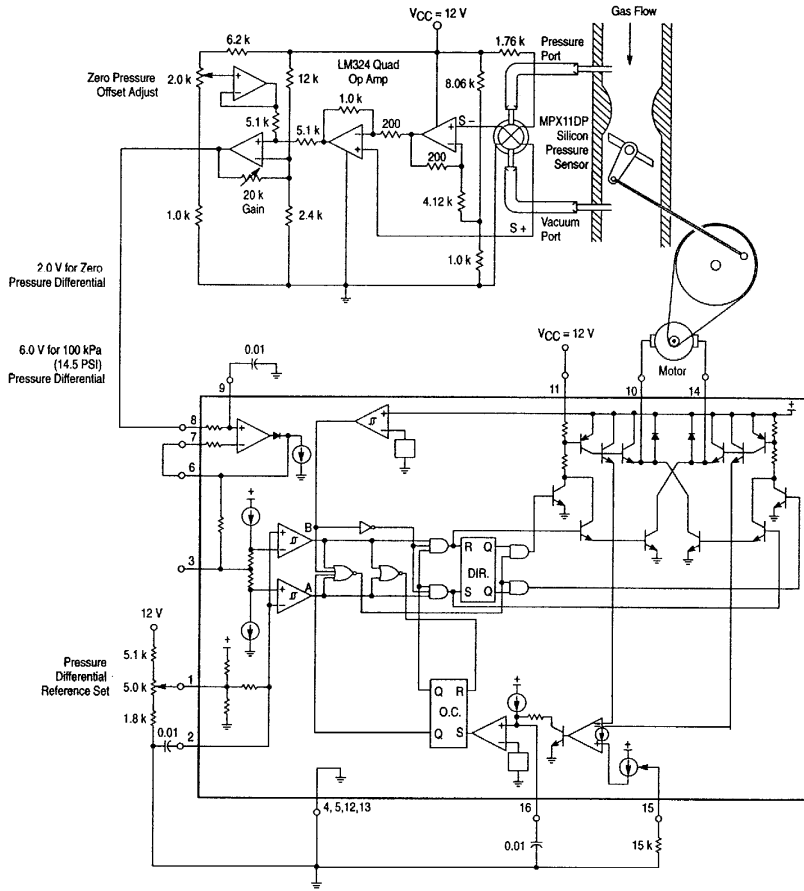 Gas Flow
VCC = 12 V
6.2 k
1.76 k
Pressure
Port
LM324 Quad
Op Amp
Zero Pressure
Offset Adjust
2.0 k
12 k
8.06 k
1.0 k
S –
MPX11DP
Silicon
Pressure
Sensor
5.1 k
5.1 k
200
200
20 k
Gain
4.12 k
1.0 k
2.4 k
S +
Vacuum
Port
1.0 k
2.0 V for Zero
Pressure Differential
6.0 V for 100 kPa
(14.5 PSI)
Pressure Differential
VCC = 12 V
Motor
0.01
9
11
10
14
8
7
6
3
B
A
R
Q
DIR.
S
Q
12 V
5.1 k
Pressure
Differential
Reference Set
5.0 k
1
1.8 k
0.01
2
Q
R
O.C.
Q
S
4, 5,12,13
16
15
0.01
15 k